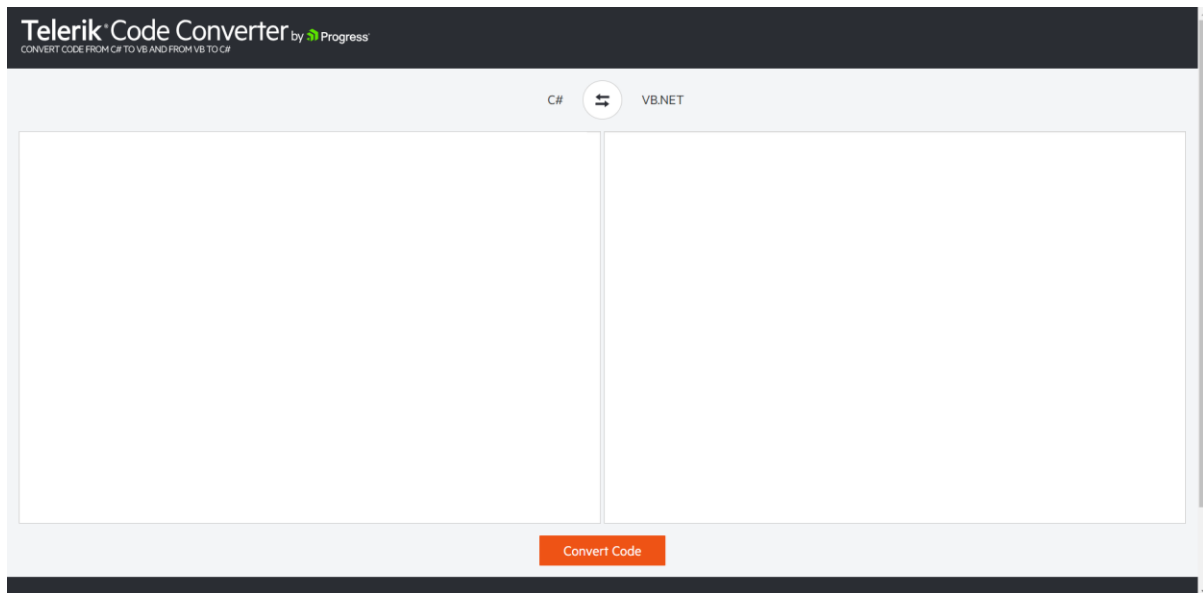 Telerik Code Converter by Progress
CONVERT CODE FROM C# TO VB AND FROM VB TO C#
C# VB.NET
Convert Code